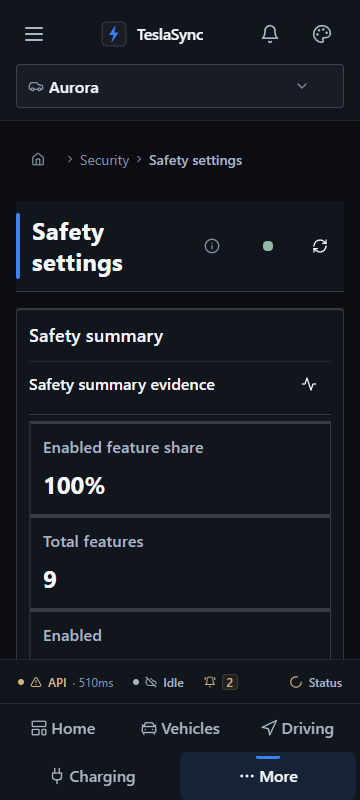 TeslaSync
Aurora
Security
Safety settings
Safety
settings
Safety summary
Safety summary evidence
Enabled feature share
100%
Total features
9
Enabled
API · 510ms
Idle
2
Status
Home
Vehicles
Driving
Charging
More